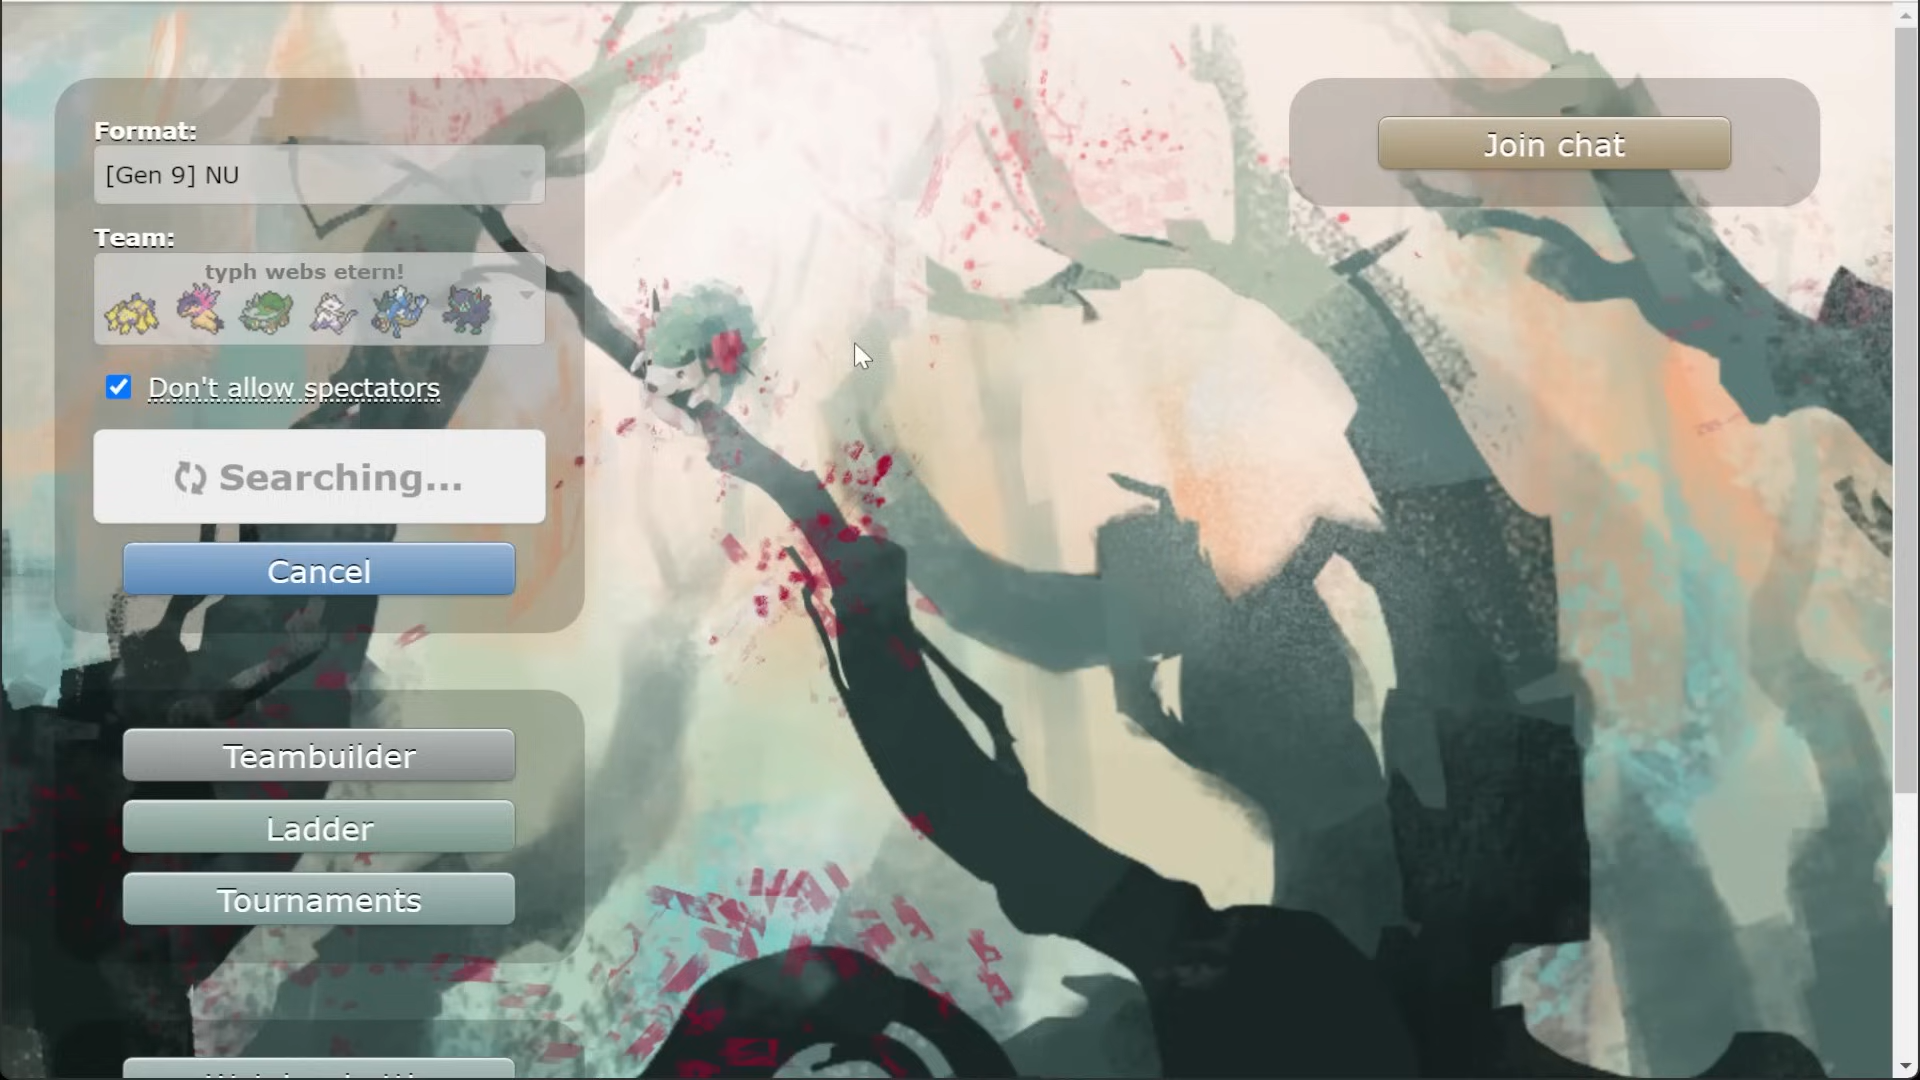 Format:
[Gen 9] NU
Team:
typh webs etern!
Don't allow spectators
Searching...
Cancel
Teambuilder
Ladder
Tournaments
Join chat